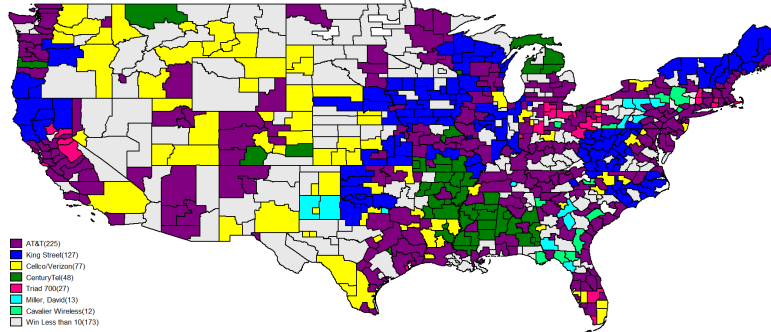 AT&T(225)
King Street(127)
Cellco/Verizon(77)
CenturyTel(48)
Triad 700(27)
Miller, David(13)
Cavalier Wireless(12)
Win Less than 10(173)